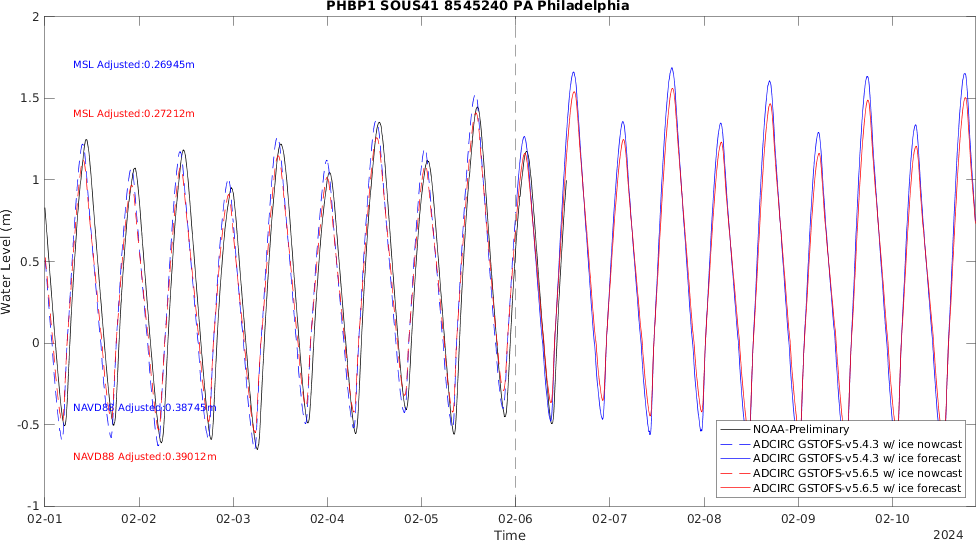 PHBP1 SOUS41 8545240 PA Philadelphia
2
1.5
1
0.5
0
-0.5
-1
Water Level (m)
MSL Adjusted:0.26945m
MSL Adjusted:0.27212m
NAVD88 Adjusted:0.38745m
NAVD88 Adjusted:0.39012m
NOAA-Preliminary
ADCIRC GSTOFS-v5.4.3 w/ ice nowcast
ADCIRC GSTOFS-v5.4.3 w/ ice forecast
ADCIRC GSTOFS-v5.6.5 w/ ice nowcast
ADCIRC GSTOFS-v5.6.5 w/ ice forecast
02-01 02-02 02-03 02-04 02-05 02-06 02-07 02-08 02-09 02-10
Time
2024